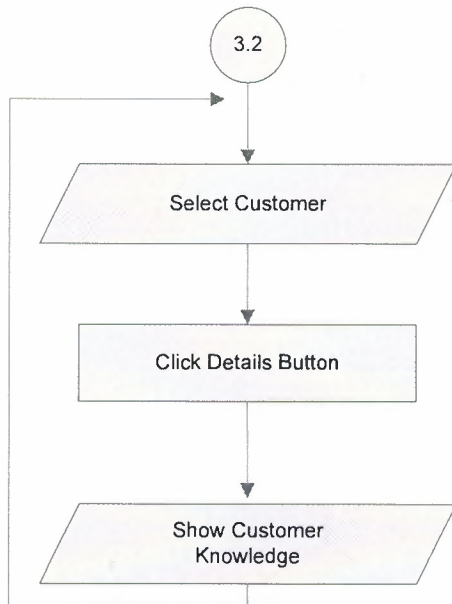 3.2
Select Customer
Click Details Button
Show Customer
Knowledge